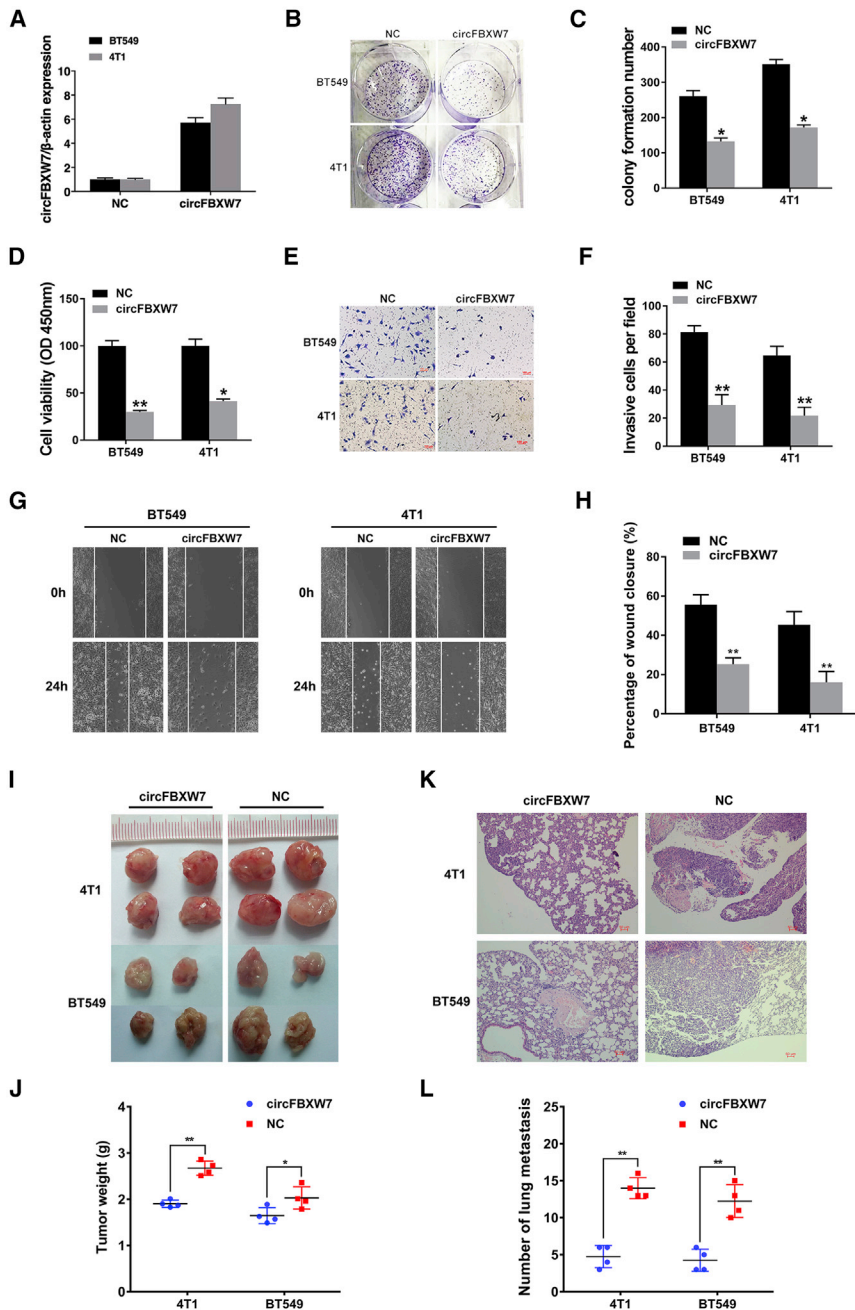 A
BT549
4T1
circFBXW7/β-actin expression
10
8
6
4
2
0
NC
circFBXW7
B
NC
circFBXW7
BT549
4T1
C
NC
circFBXW7
colony formation number
400
300
200
100
0
*
*
BT549
4T1
D
NC
circFBXW7
Cell viability (OD 450nm)
150
100
50
0
**
*
BT549
4T1
E
NC
circFBXW7
BT549
4T1
F
NC
circFBXW7
Invasive cells per field
100
80
60
40
20
0
**
**
BT549
4T1
G
BT549
NC
circFBXW7
4T1
NC
circFBXW7
0h
0h
24h
24h
H
NC
circFBXW7
Percentage of wound closure (%)
80
60
40
20
0
**
**
BT549
4T1
I
circFBXW7
NC
4T1
BT549
K
circFBXW7
NC
4T1
BT549
J
circFBXW7
NC
Tumor weight (g)
4
3
2
1
0
**
*
4T1
BT549
L
circFBXW7
NC
Number of lung metastasis
25
20
15
10
5
0
**
**
4T1
BT549